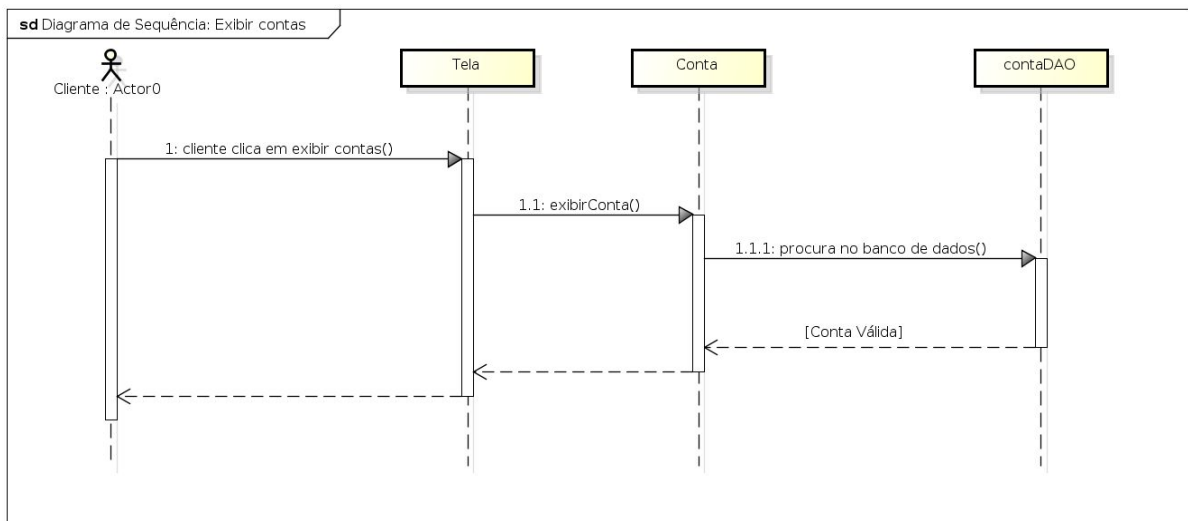 sd Diagrama de Sequência: Exibir contas
Cliente : Actor0
Tela
Conta
contaDAO
1: cliente clica em exibir contas()
1.1: exibirConta()
1.1.1: procura no banco de dados()
[Conta Válida]